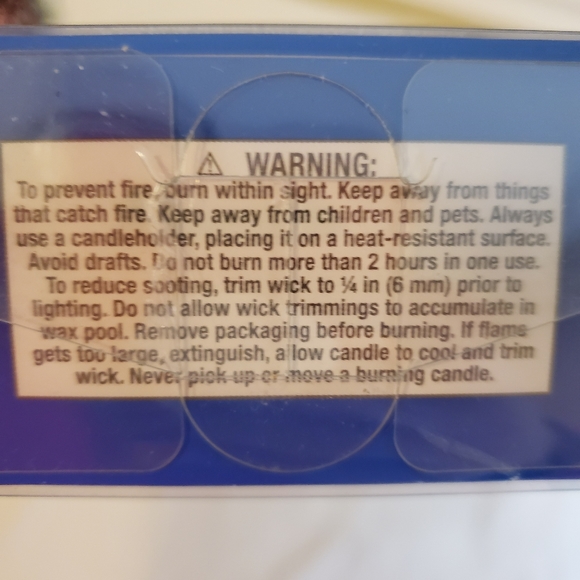 ⚠ WARNING:
To prevent fire, burn within sight. Keep away from things
that catch fire. Keep away from children and pets. Always
use a candleholder, placing it on a heat-resistant surface.
Avoid drafts. Do not burn more than 2 hours in one use.
To reduce sooting, trim wick to ¼ in (6 mm) prior to
lighting. Do not allow wick trimmings to accumulate in
wax pool. Remove packaging before burning. If flame
gets too large, extinguish, allow candle to cool and trim
wick. Never pick up or move a burning candle.